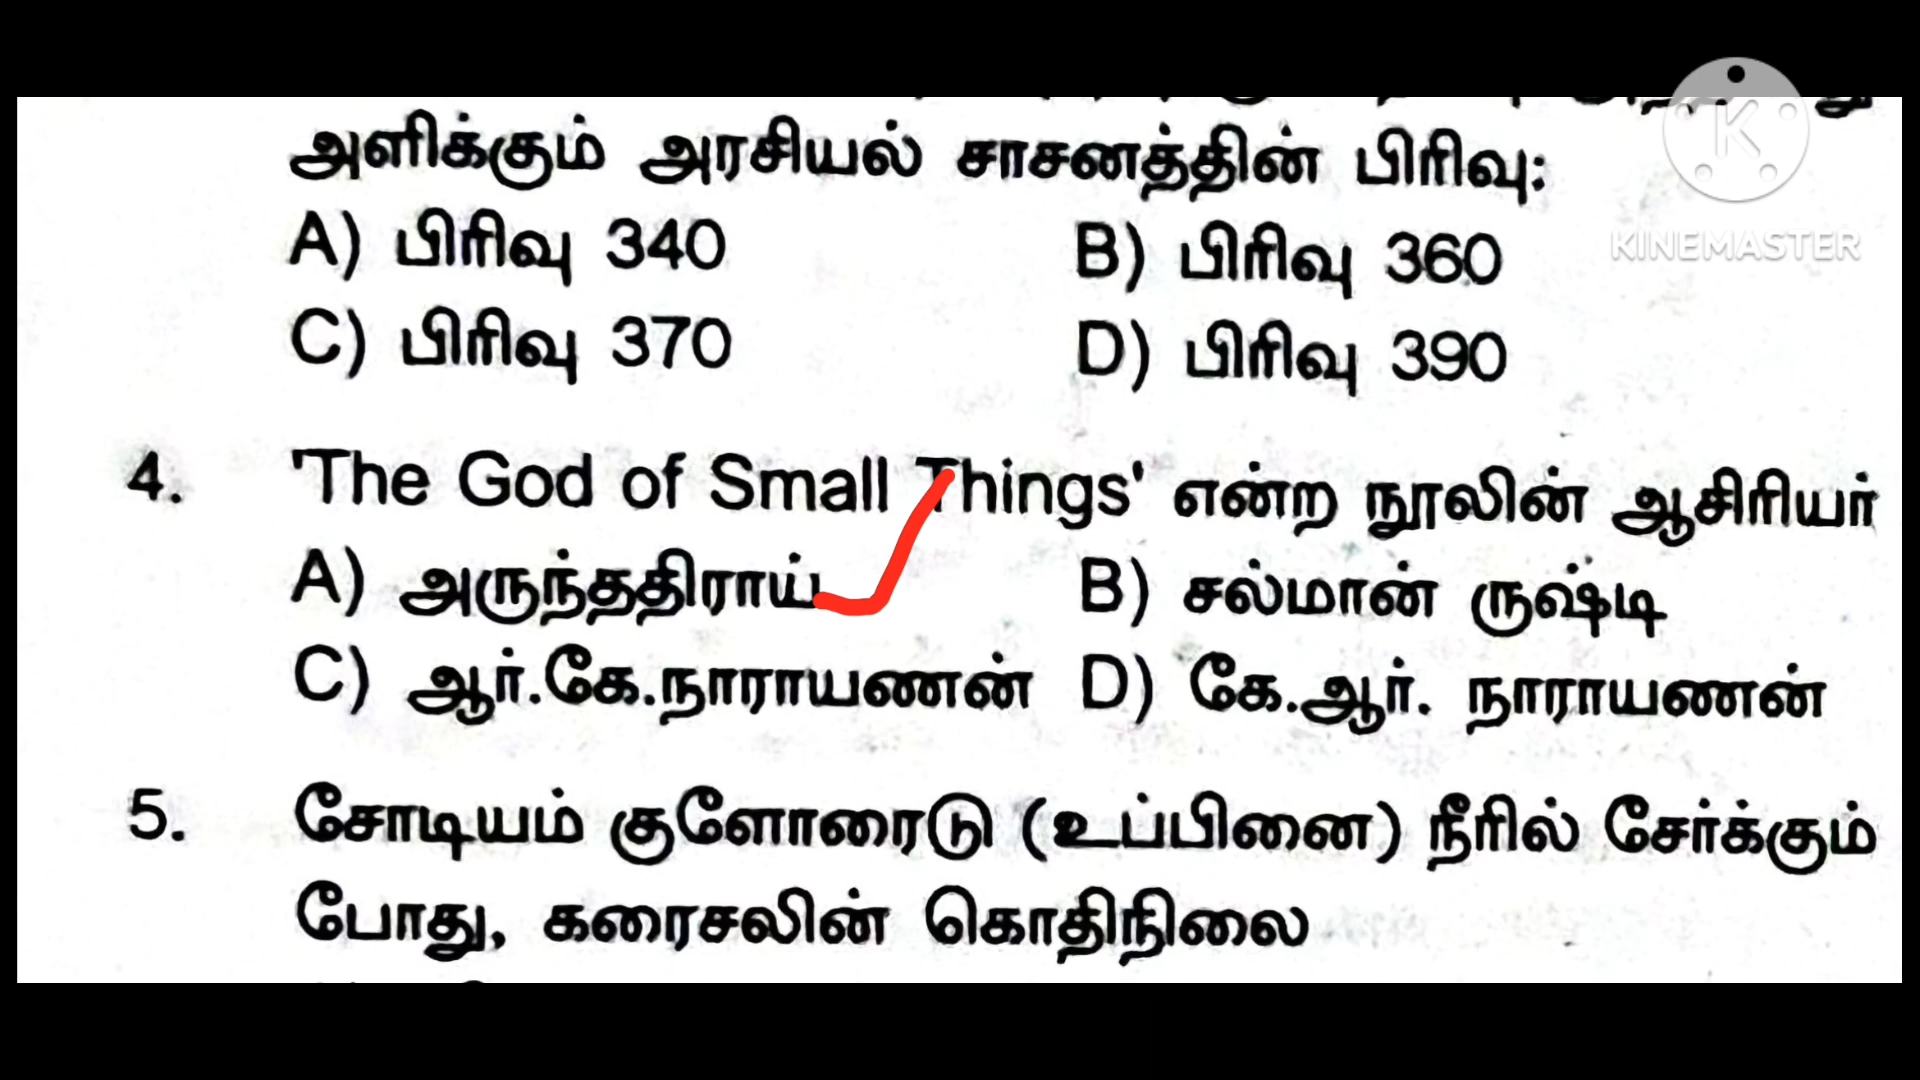 அளிக்கும் அரசியல் சாசனத்தின் பிரிவு:
A) பிரிவு 340 B) பிரிவு 360
C) பிரிவு 370 D) பிரிவு 390
4. 'The God of Small Things' என்ற நூலின் ஆசிரியர்
A) அருந்ததிராய் B) சல்மான் ருஷ்டி
C) ஆர்.கே.நாராயணன் D) கே.ஆர். நாராயணன்
5. சோடியம் குளோரைடு (உப்பினை) நீரில் சேர்க்கும்
போது, கரைசலின் கொதிநிலை
K
KINEMASTER